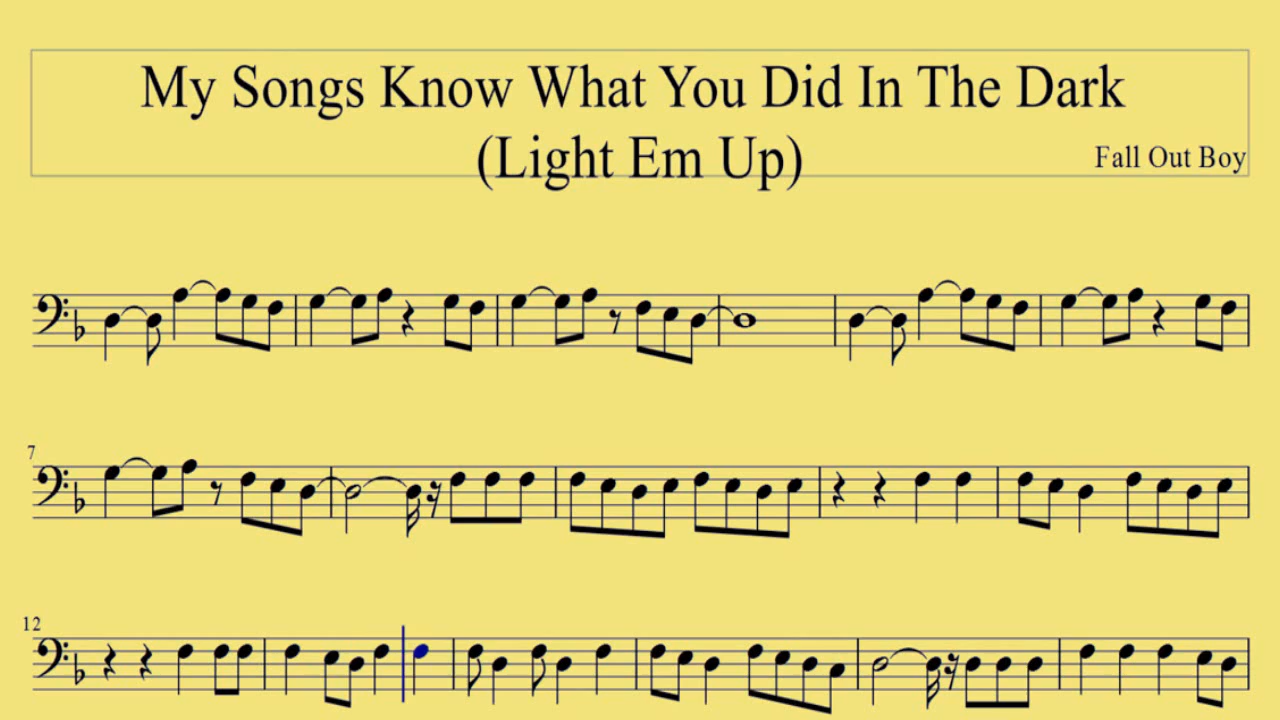 My Songs Know What You Did In The Dark
(Light Em Up)
Fall Out Boy
7
12